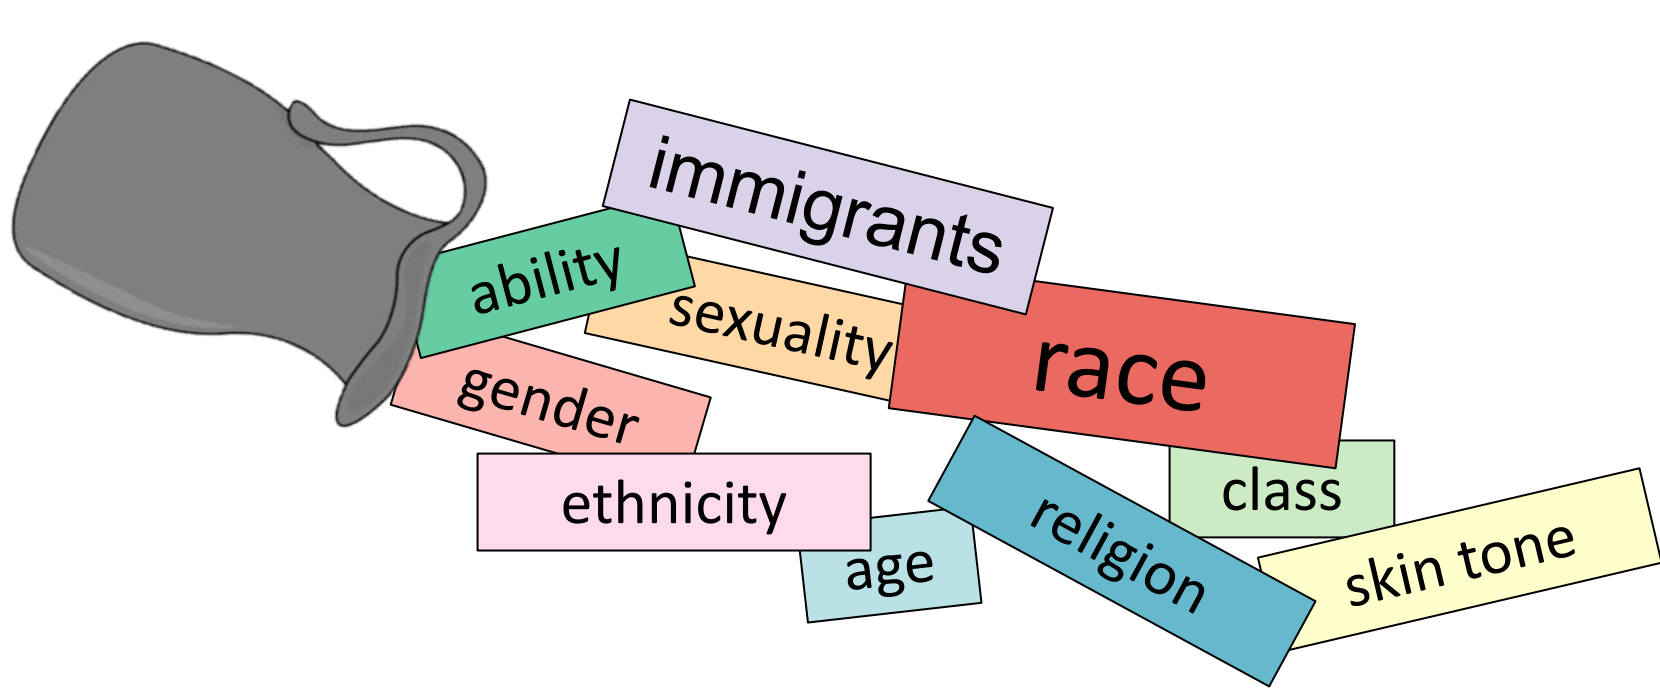 immigrants
ability
sexuality
race
gender
ethnicity
class
age
religion
skin tone